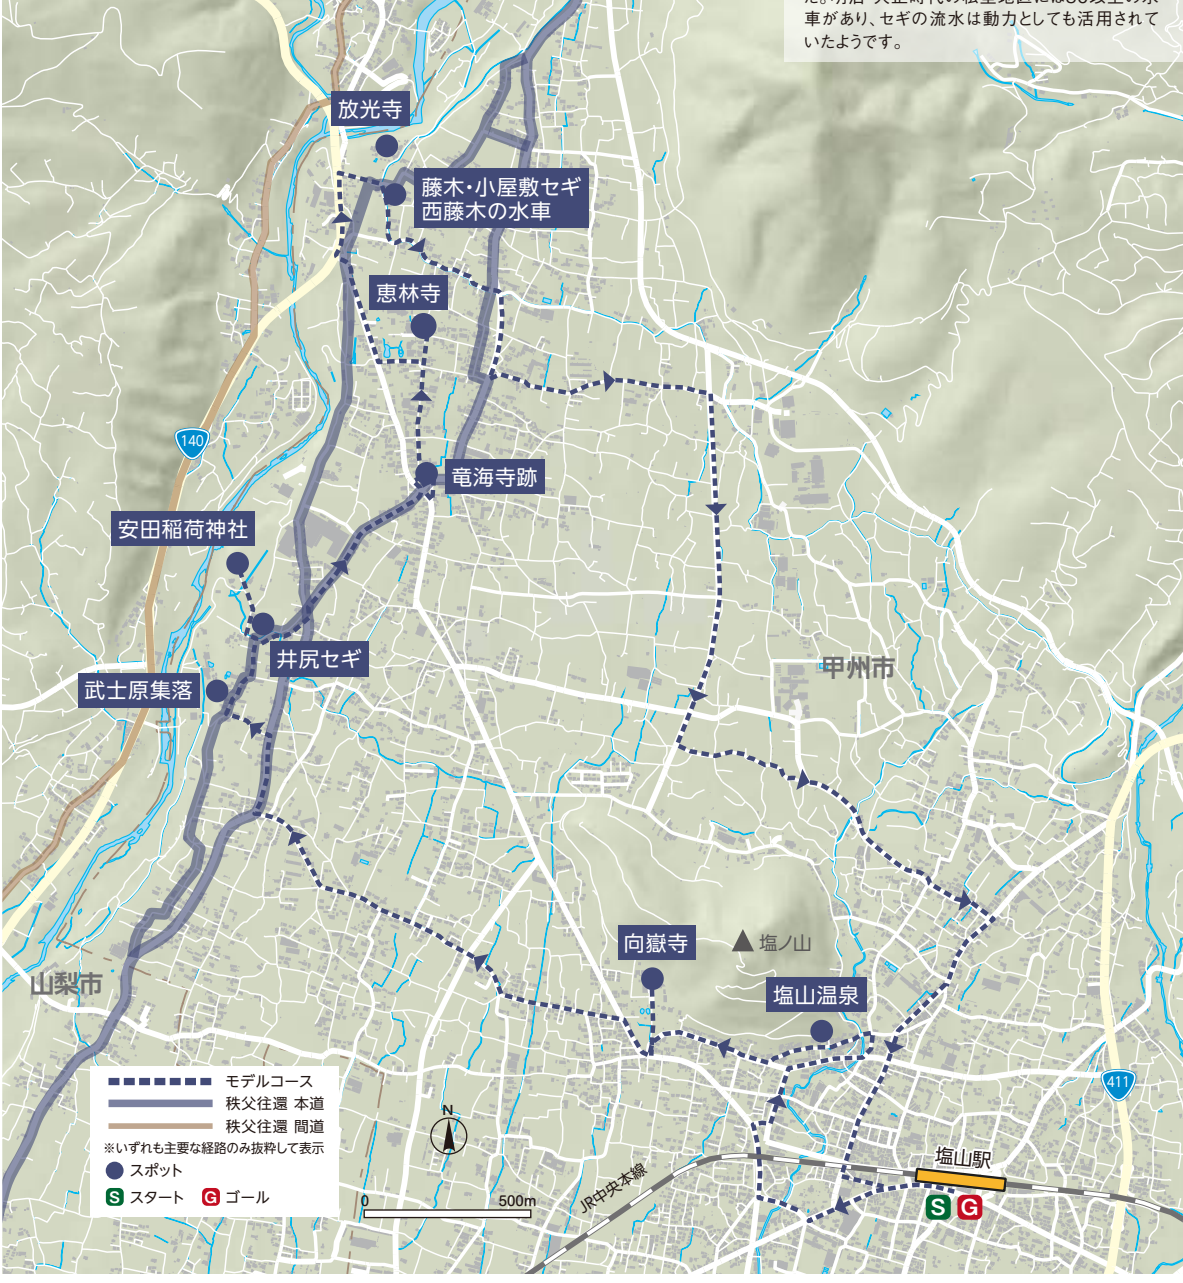 車があり、セギの流水は動力としても活用されて
いたようです。
放光寺
藤木・小屋敷セギ
西藤木の水車
恵林寺
140
竜海寺跡
安田稲荷神社
井尻セギ
武士原集落
甲州市
向嶽寺
塩ノ山
塩山温泉
山梨市
411
モデルコース
秩父往還 本道
秩父往還 間道
※いずれも主要な経路のみ抜粋して表示
スポット
S スタート G ゴール
N
0 500m
JR中央本線
塩山駅
S G